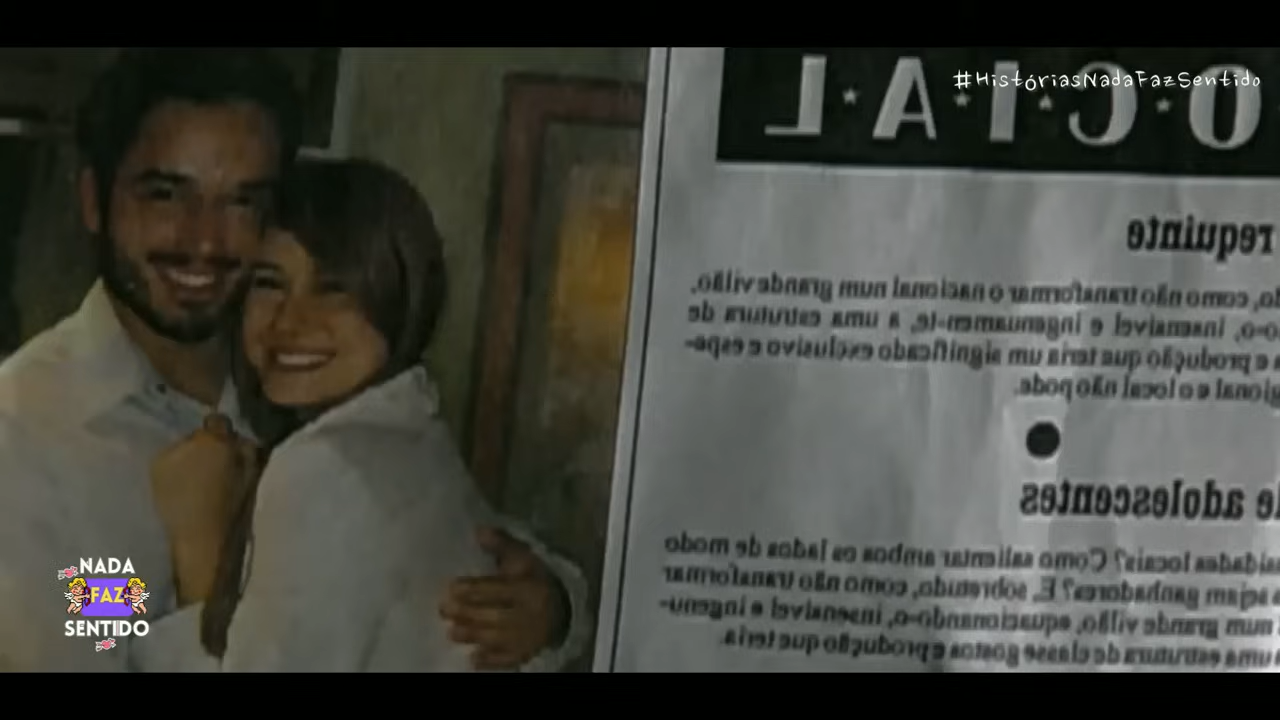 #HistóriasNadaFazSentido
O★C★I★A★L
requinte
do, como não transformar o nacional num grande vilão,
o-o, insensível e ingenuamen-te, a uma estrutura de
e produção que teria um significado exclusivo e espe-
gional e o local não pode.
adolescentes
sidades locais? Como salientar ambos os lados de modo
sejam ganhadores? E, sobretudo, como não transformar
num grande vilão, equacionando-o, insensível e ingenu-
uma estrutura de classe gostos e produção que teria.
NADA
FAZ
SENTIDO